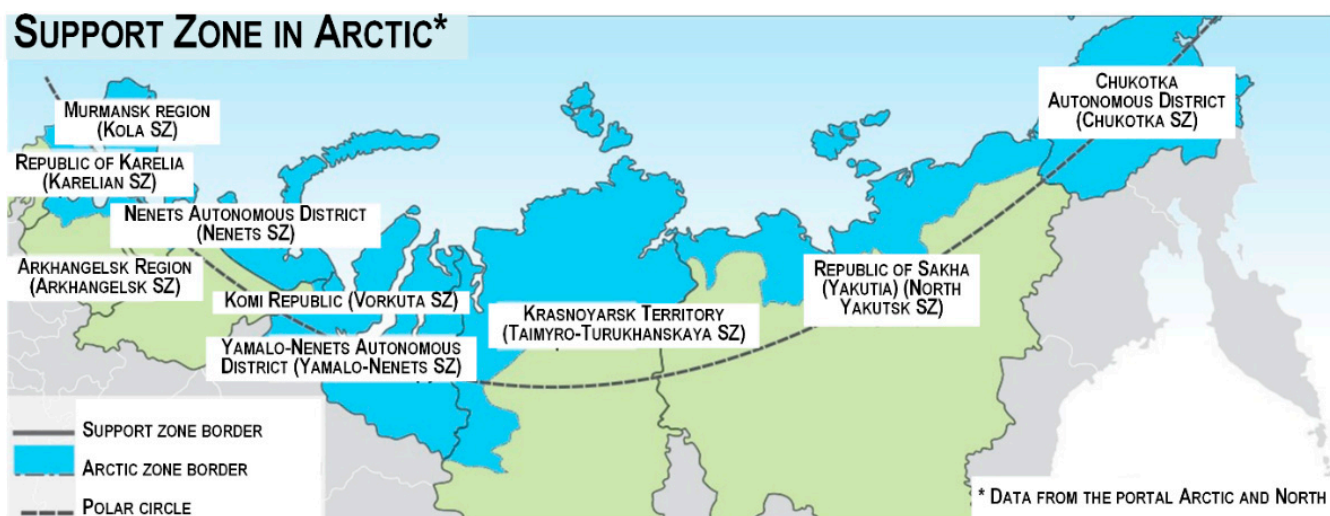 SUPPORT ZONE IN ARCTIC*
MURMANSK REGION
(KOLA SZ)
REPUBLIC OF KARELIA
(KARELIAN SZ)
NENETS AUTONOMOUS DISTRICT
(NENETS SZ)
ARKHANGELSK REGION
(ARKHANGELSK SZ)
KOMI REPUBLIC (VORKUTA SZ)
YAMALO-NENETS AUTONOMOUS
DISTRICT (YAMALO-NENETS SZ)
KRASNOYARSK TERRITORY
(TAIMYRO-TURUKHANSKAYA SZ)
REPUBLIC OF SAKHA
(YAKUTIA) (NORTH
YAKUTSK SZ)
CHUKOTKA
AUTONOMOUS DISTRICT
(CHUKOTKA SZ)
SUPPORT ZONE BORDER
ARCTIC ZONE BORDER
POLAR CIRCLE
* DATA FROM THE PORTAL ARCTIC AND NORTH